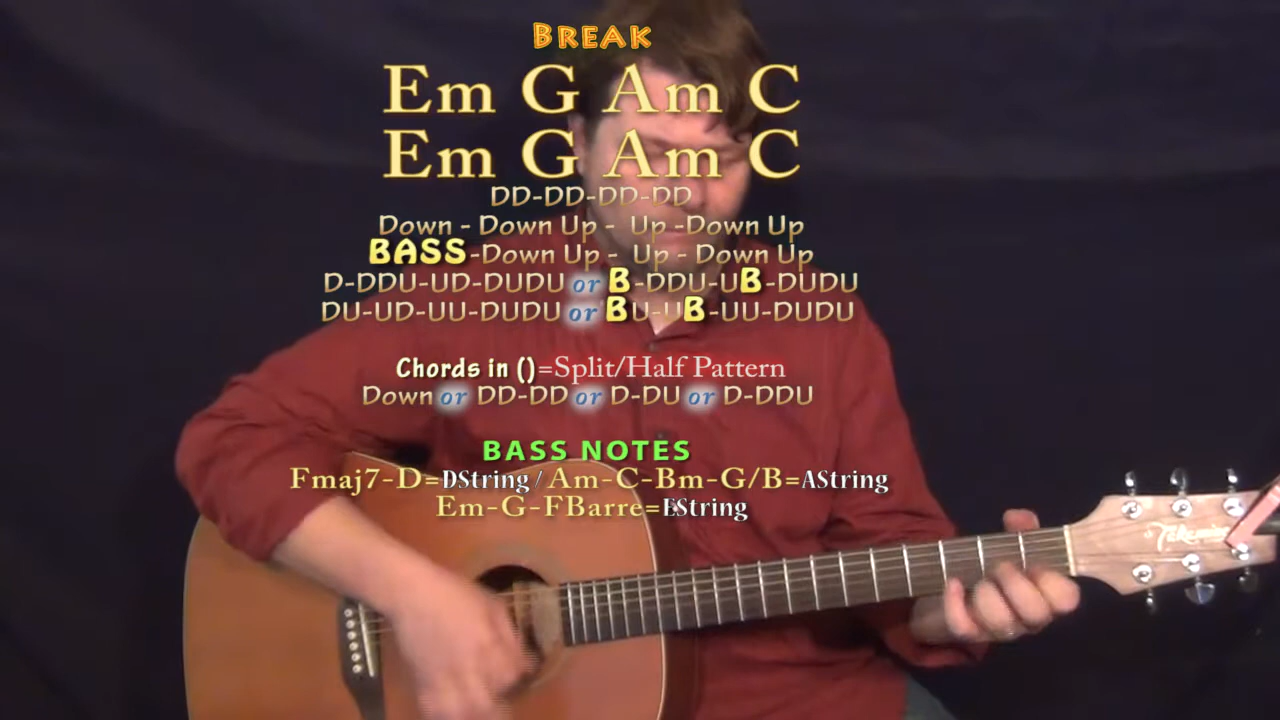 BREAK
Em G Am C
Em G Am C
DD-DD-DD-DD
Down - Down Up - Up -Down Up
BASS-Down Up - Up - Down Up
D-DDU-UD-DUDU or B-DDU-UB-DUDU
DU-UD-UU-DUDU or BU-UB-UU-DUDU
Chords in ()=Split/Half Pattern
Down or DD-DD or D-DU or D-DDU
BASS NOTES
Fmaj7-D=DString / Am-C-Bm-G/B=AString
Em-G-FBarre=EString
Takamine